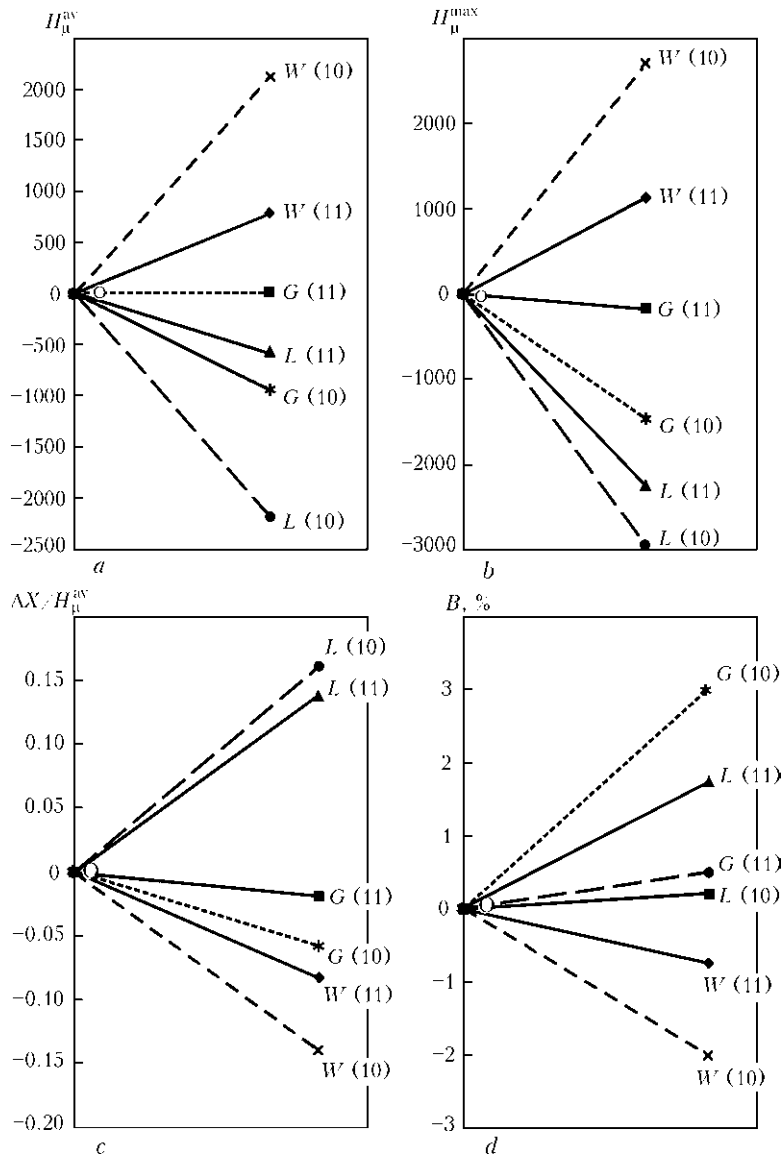 H_μ^av
2000
1500
1000
500
0
−500
−1000
−1500
−2000
−2500
W (10)
W (11)
G (11)
L (11)
G (10)
L (10)
O
a
H_μ^max
2000
1000
0
−1000
−2000
−3000
W (10)
W (11)
G (11)
G (10)
L (11)
L (10)
O
b
ΔX/H_μ^av
0.15
0.10
0.05
0
−0.05
−0.10
−0.15
−0.20
L (10)
L (11)
G (11)
G (10)
W (11)
W (10)
O
c
B, %
3
2
1
0
−1
−2
−3
G (10)
L (11)
G (11)
L (10)
W (11)
W (10)
O
d